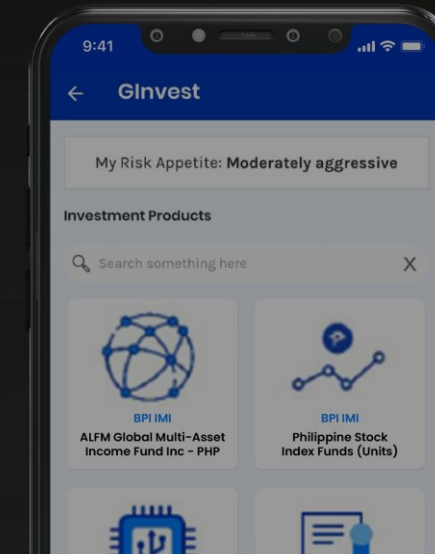 9:41
GInvest
My Risk Appetite: Moderately aggressive
Investment Products
Search something here
X
BPI IMI
ALFM Global Multi-Asset
Income Fund Inc - PHP
BPI IMI
Philippine Stock
Index Funds (Units)